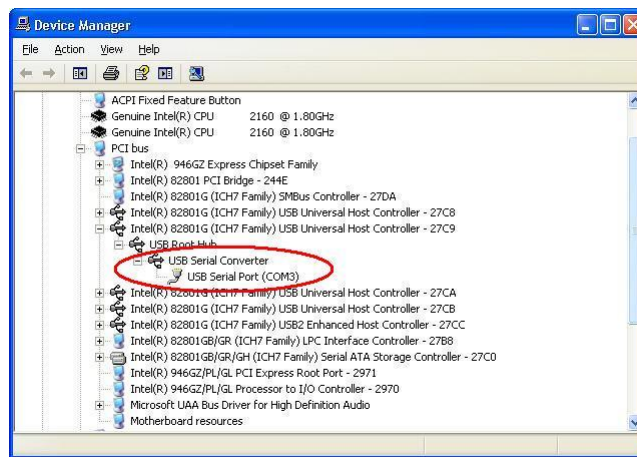 Device Manager
File Action View Help
ACPI Fixed Feature Button
Genuine Intel(R) CPU 2160 @ 1.80GHz
Genuine Intel(R) CPU 2160 @ 1.80GHz
PCI bus
Intel(R) 946GZ Express Chipset Family
Intel(R) 82801 PCI Bridge - 244E
Intel(R) 82801G (ICH7 Family) SMBus Controller - 27DA
Intel(R) 82801G (ICH7 Family) USB Universal Host Controller - 27C8
Intel(R) 82801G (ICH7 Family) USB Universal Host Controller - 27C9
USB Root Hub
USB Serial Converter
USB Serial Port (COM3)
Intel(R) 82801G (ICH7 Family) USB Universal Host Controller - 27CA
Intel(R) 82801G (ICH7 Family) USB Universal Host Controller - 27CB
Intel(R) 82801G (ICH7 Family) USB2 Enhanced Host Controller - 27CC
Intel(R) 82801GB/GR (ICH7 Family) LPC Interface Controller - 27B8
Intel(R) 82801GB/GR/GH (ICH7 Family) Serial ATA Storage Controller - 27C0
Intel(R) 946GZ/PL/GL PCI Express Root Port - 2971
Intel(R) 946GZ/PL/GL Processor to I/O Controller - 2970
Microsoft UAA Bus Driver for High Definition Audio
Motherboard resources